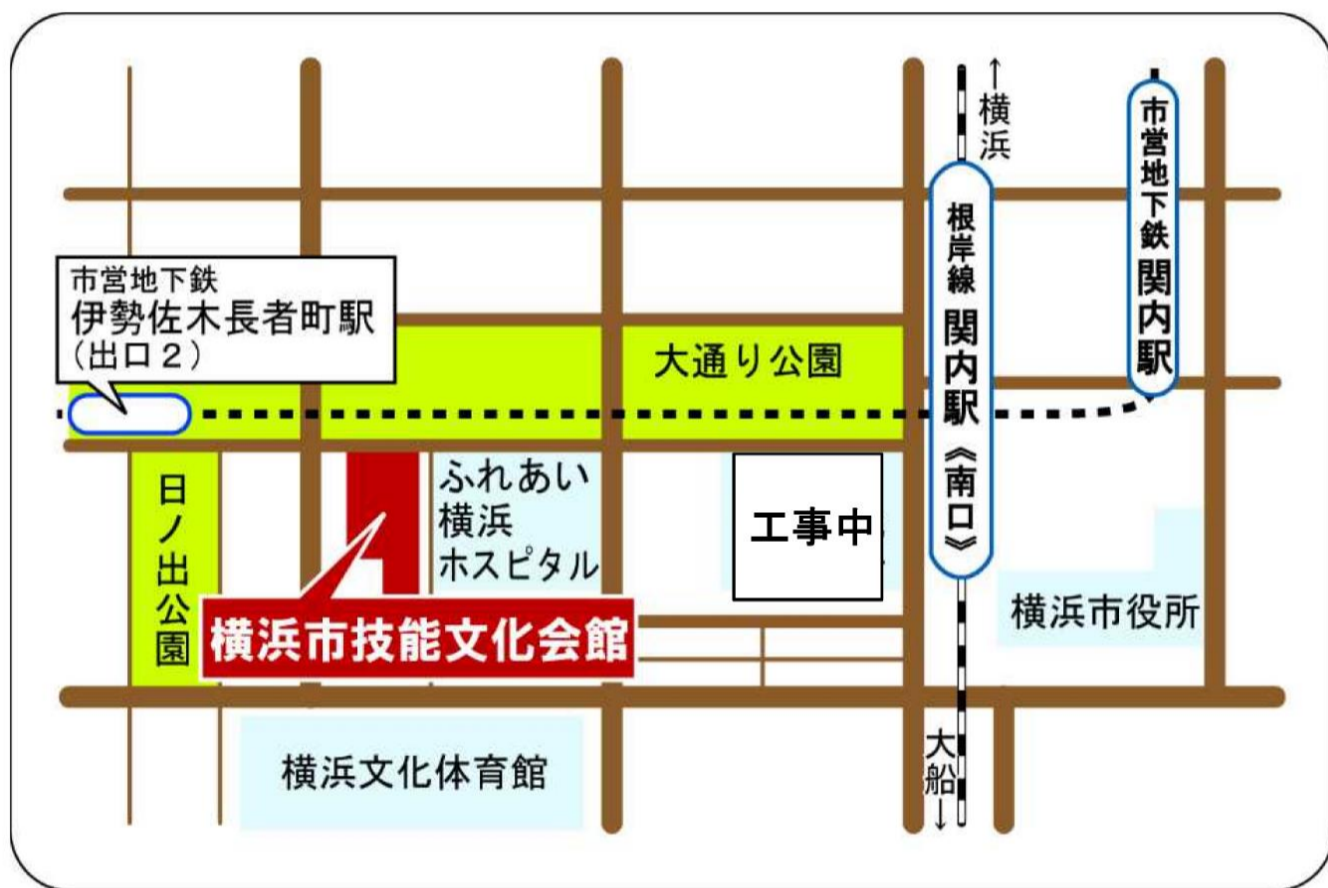 ↑横浜
市営地下鉄 関内駅
根岸線 関内駅 《南口》
市営地下鉄
伊勢佐木長者町駅
(出口2)
大通り公園
日ノ出公園
ふれあい
横浜
ホスピタル
工事中
横浜市役所
横浜市技能文化会館
横浜文化体育館
大船↓